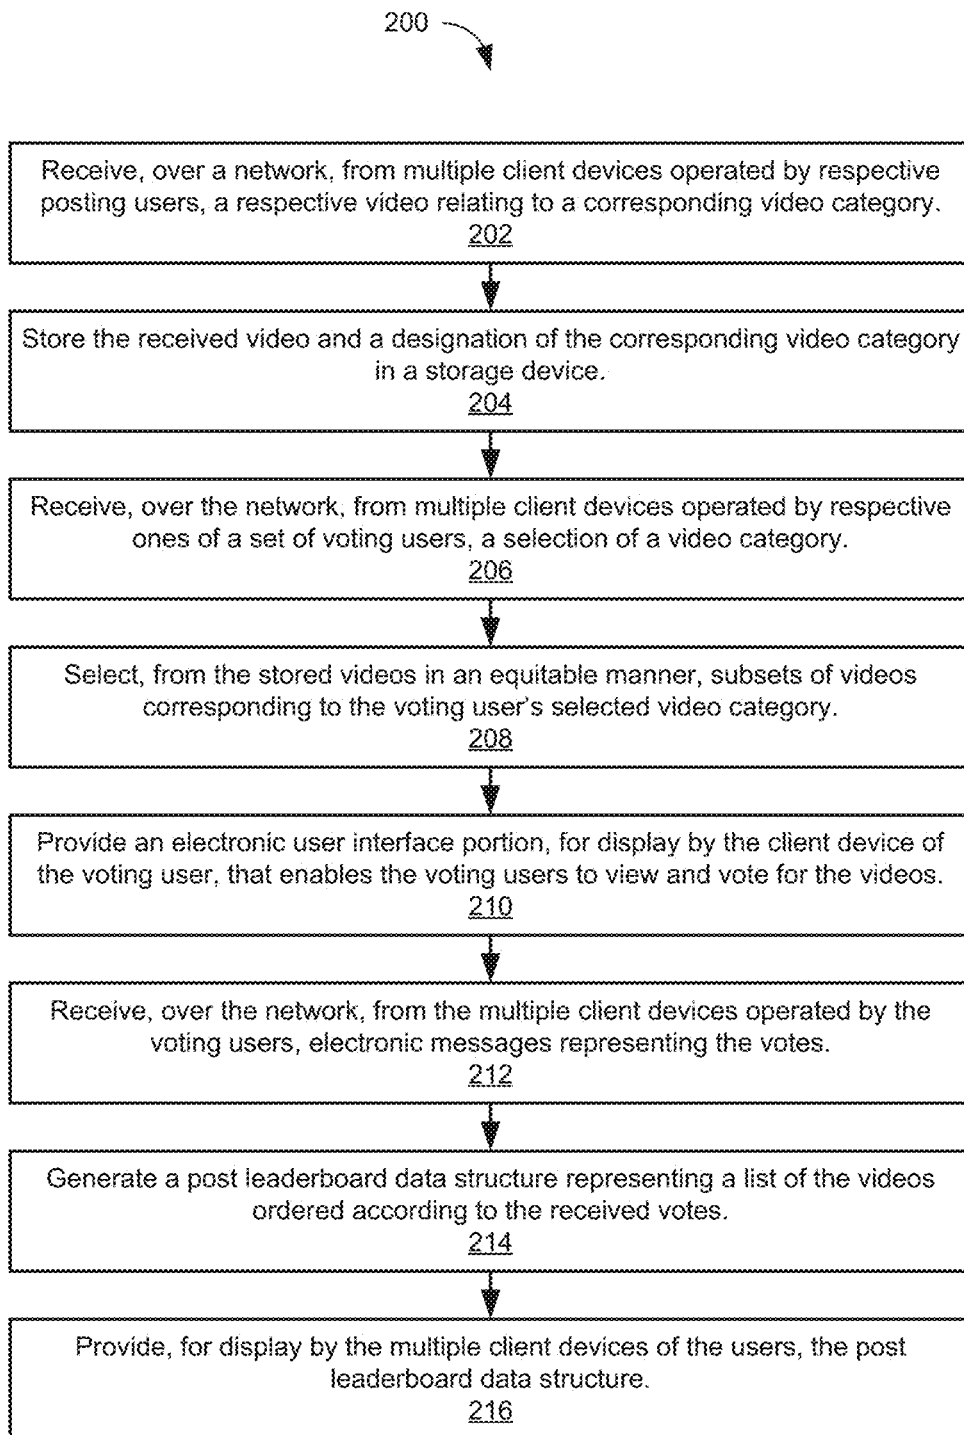 200
Receive, over a network, from multiple client devices operated by respective
posting users, a respective video relating to a corresponding video category.
202
Store the received video and a designation of the corresponding video category
in a storage device.
204
Receive, over the network, from multiple client devices operated by respective
ones of a set of voting users, a selection of a video category.
206
Select, from the stored videos in an equitable manner, subsets of videos
corresponding to the voting user's selected video category.
208
Provide an electronic user interface portion, for display by the client device of
the voting user, that enables the voting users to view and vote for the videos.
210
Receive, over the network, from the multiple client devices operated by the
voting users, electronic messages representing the votes.
212
Generate a post leaderboard data structure representing a list of the videos
ordered according to the received votes.
214
Provide, for display by the multiple client devices of the users, the post
leaderboard data structure.
216